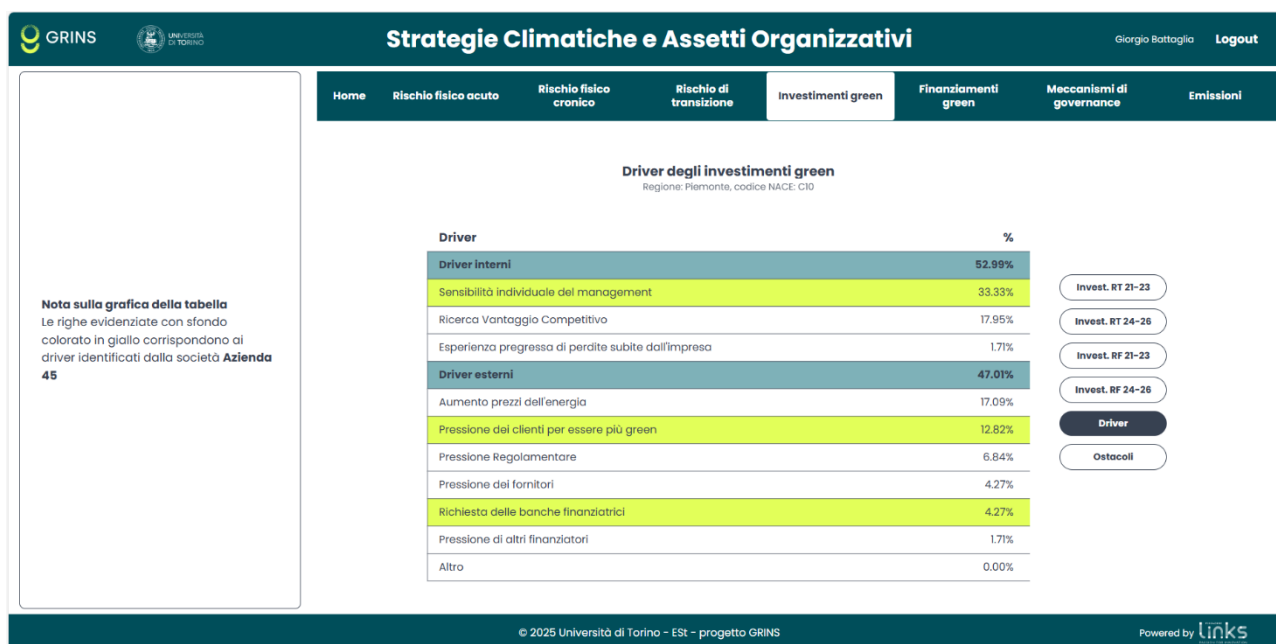 GRINS
UNIVERSITÀ
DI TORINO
Strategie Climatiche e Assetti Organizzativi
Giorgio Battaglia
Logout
Home
Rischio fisico acuto
Rischio fisico
cronico
Rischio di
transizione
Investimenti green
Finanziamenti
green
Meccanismi di
governance
Emissioni
Nota sulla grafica della tabella
Le righe evidenziate con sfondo
colorato in giallo corrispondono ai
driver identificati dalla società Azienda
45
Driver degli investimenti green
Regione: Piemonte, codice NACE: C10
Driver %
Driver interni 52.99%
Sensibilità individuale del management 33.33%
Ricerca Vantaggio Competitivo 17.95%
Esperienza pregressa di perdite subite dall'impresa 1.71%
Driver esterni 47.01%
Aumento prezzi dell'energia 17.09%
Pressione dei clienti per essere più green 12.82%
Pressione Regolamentare 6.84%
Pressione dei fornitori 4.27%
Richiesta delle banche finanziatrici 4.27%
Pressione di altri finanziatori 1.71%
Altro 0.00%
Invest. RT 21-23
Invest. RT 24-26
Invest. RF 21-23
Invest. RF 24-26
Driver
Ostacoli
© 2025 Università di Torino - ESt - progetto GRINS
Powered by links